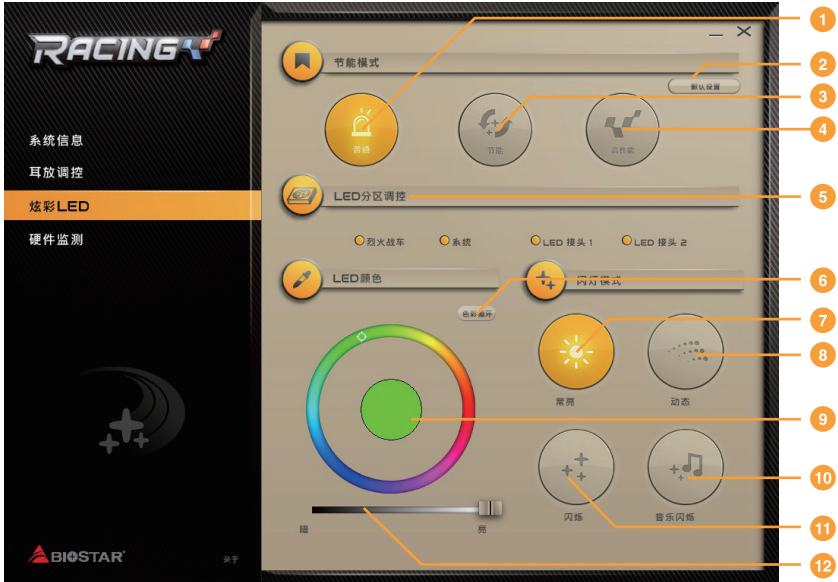 RACING
1
节能模式
2
默认设置
3
4
普通
节能
高性能
系统信息
耳放调控
炫彩LED
硬件监测
5
LED分区调控
烈火战车
系统
LED 接头 1
LED 接头 2
6
LED颜色
闪灯模式
色彩循环
7
8
常亮
动态
9
10
11
闪烁
音乐闪烁
暗
亮
12
BIOSTAR
关于